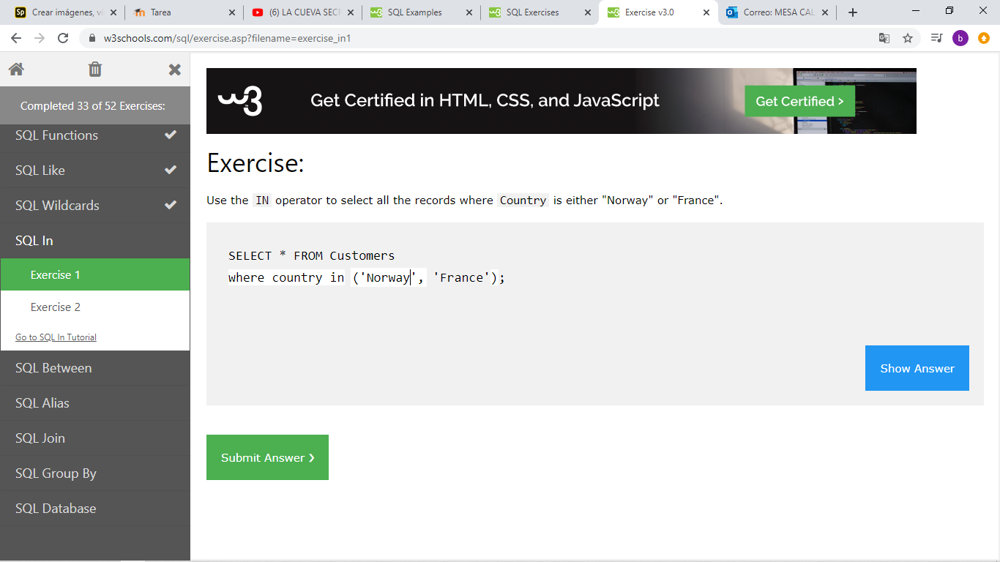 Crear imágenes, ví
Tarea
(6) LA CUEVA SECR
SQL Examples
SQL Exercises
Exercise v3.0
Correo: MESA CAL
w3schools.com/sql/exercise.asp?filename=exercise_in1
b
Completed 33 of 52 Exercises:
SQL Functions
SQL Like
SQL Wildcards
SQL In
Exercise 1
Exercise 2
Go to SQL In Tutorial
SQL Between
SQL Alias
SQL Join
SQL Group By
SQL Database
Get Certified in HTML, CSS, and JavaScript
Get Certified >
Exercise:
Use the IN operator to select all the records where Country is either "Norway" or "France".
SELECT * FROM Customers
where country in ('Norway', 'France');
Show Answer
Submit Answer ❯